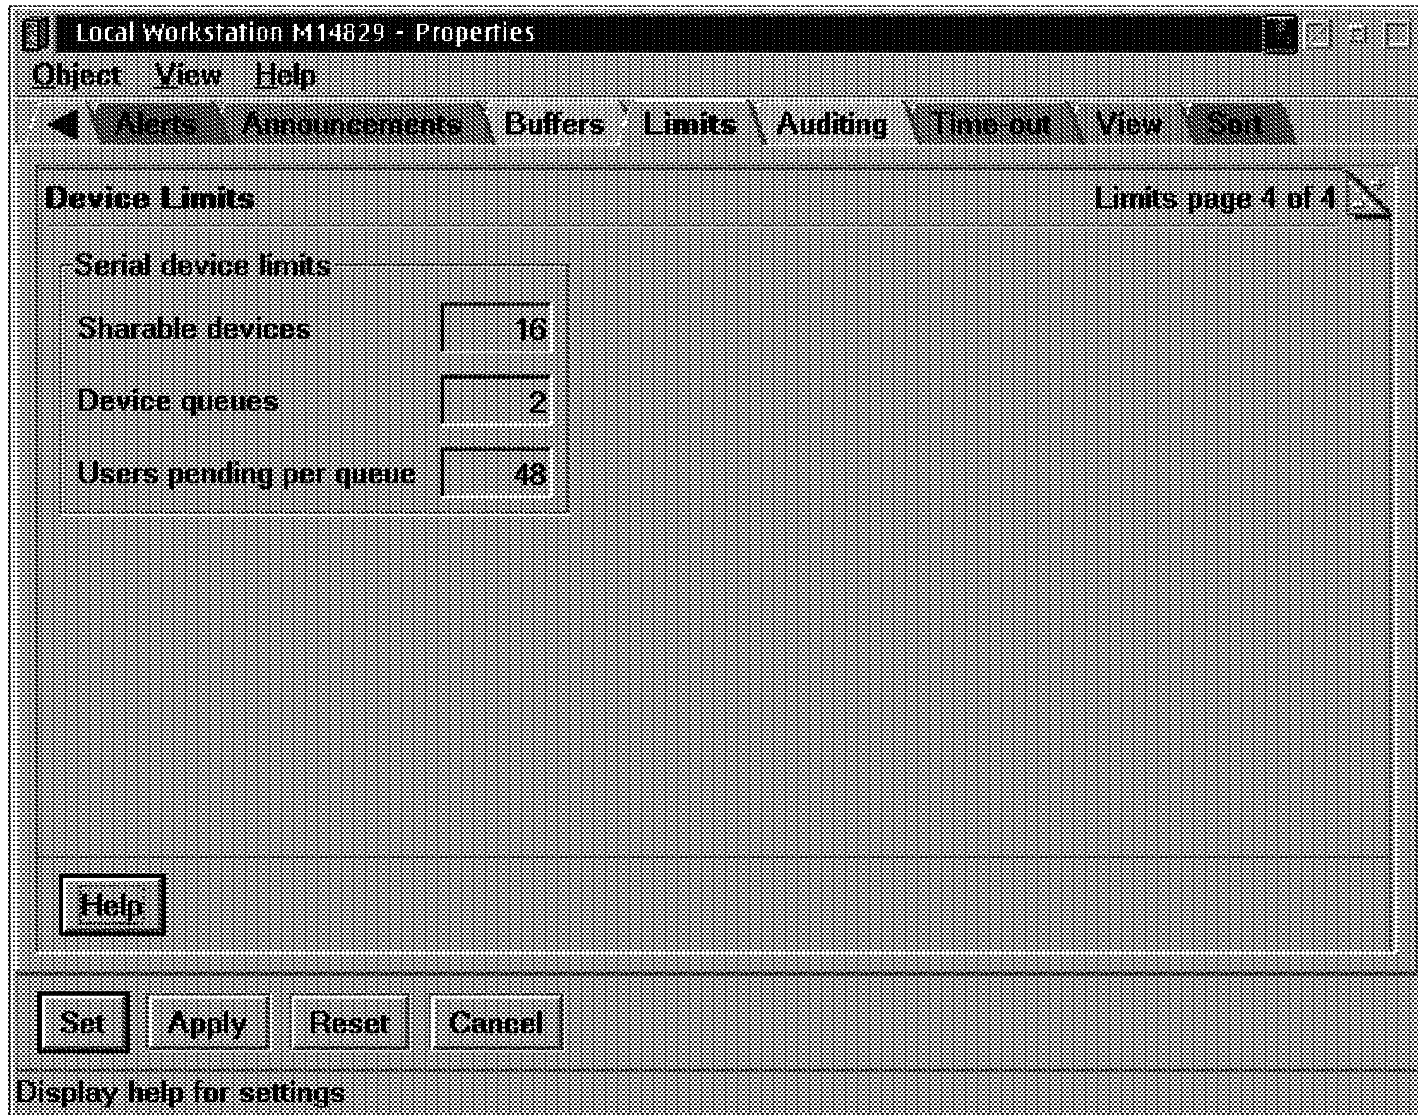 Local Workstation M14829 - Properties
Object View Help
Alerts Announcements Buffers Limits Auditing Time-out View Sort
Device Limits
Limits page 4 of 4
Serial device limits
Sharable devices 16
Device queues 2
Users pending per queue 48
Help
Set Apply Reset Cancel
Display help for settings